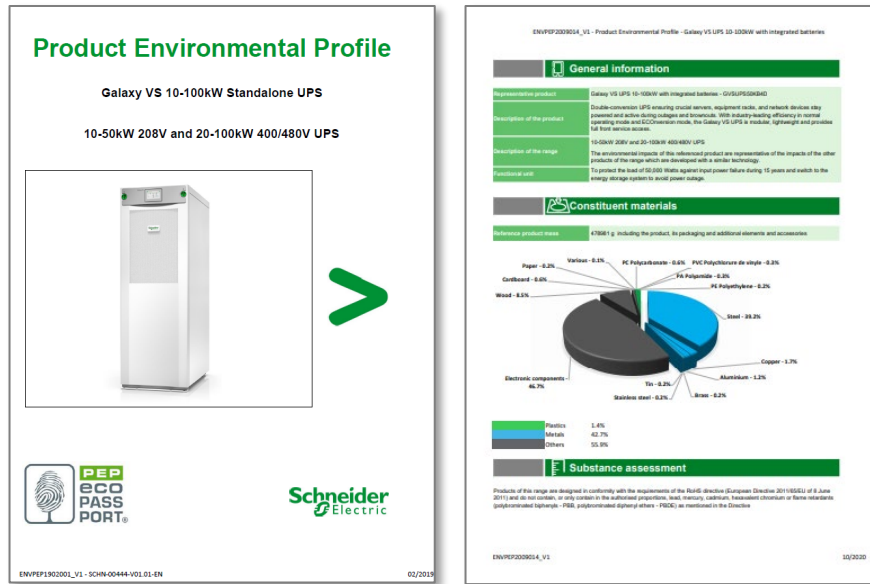 Product Environmental Profile
Galaxy VS 10-100kW Standalone UPS
10-50kW 208V and 20-100kW 400/480V UPS
PEP
eco
PASS
PORT®
Schneider
Electric
ENVPEP1902001_V1 - SCHN-00444-V01.01-EN
02/2019
ENVPEP2009014_V1 - Product Environmental Profile - Galaxy VS UPS 10-100kW with integrated batteries
General information
Representative product
Galaxy VS UPS 10-100kW with integrated batteries - GVSUPS50KB4D
Description of the product
Double-conversion UPS ensuring crucial servers, equipment racks, and network devices stay
powered and active during outages and brownouts. With industry-leading efficiency in normal
operating mode and ECOnversion mode, the Galaxy VS UPS is modular, lightweight and provides
full front service access.
Description of the range
10-50kW 208V and 20-100kW 400/480V UPS
The environmental impacts of this referenced product are representative of the impacts of the other
products of the range which are developed with a similar technology.
Functional unit
To protect the load of 50,000 Watts against input power failure during 15 years and switch to the
energy storage system to avoid power outage.
Constituent materials
Reference product mass
478981 g including the product, its packaging and additional elements and accessories
Various - 0.1%
PC Polycarbonate - 0.6%
PVC Polychlorure de vinyle - 0.3%
Paper - 0.2%
PA Polyamide - 0.3%
Cardboard - 0.6%
PE Polyethylene - 0.2%
Wood - 8.5%
Steel - 39.2%
Copper - 1.7%
Electronic components -
46.7%
Aluminium - 1.2%
Tin - 0.2%
Stainless steel - 0.2%
Brass - 0.2%
Plastics 1.4%
Metals 42.7%
Others 55.9%
Substance assessment
Products of this range are designed in conformity with the requirements of the RoHS directive (European Directive 2011/65/EU of 8 June
2011) and do not contain, or only contain in the authorised proportions, lead, mercury, cadmium, hexavalent chromium or flame retardants
(polybrominated biphenyls - PBB, polybrominated diphenyl ethers - PBDE) as mentioned in the Directive
ENVPEP2009014_V1
10/2020